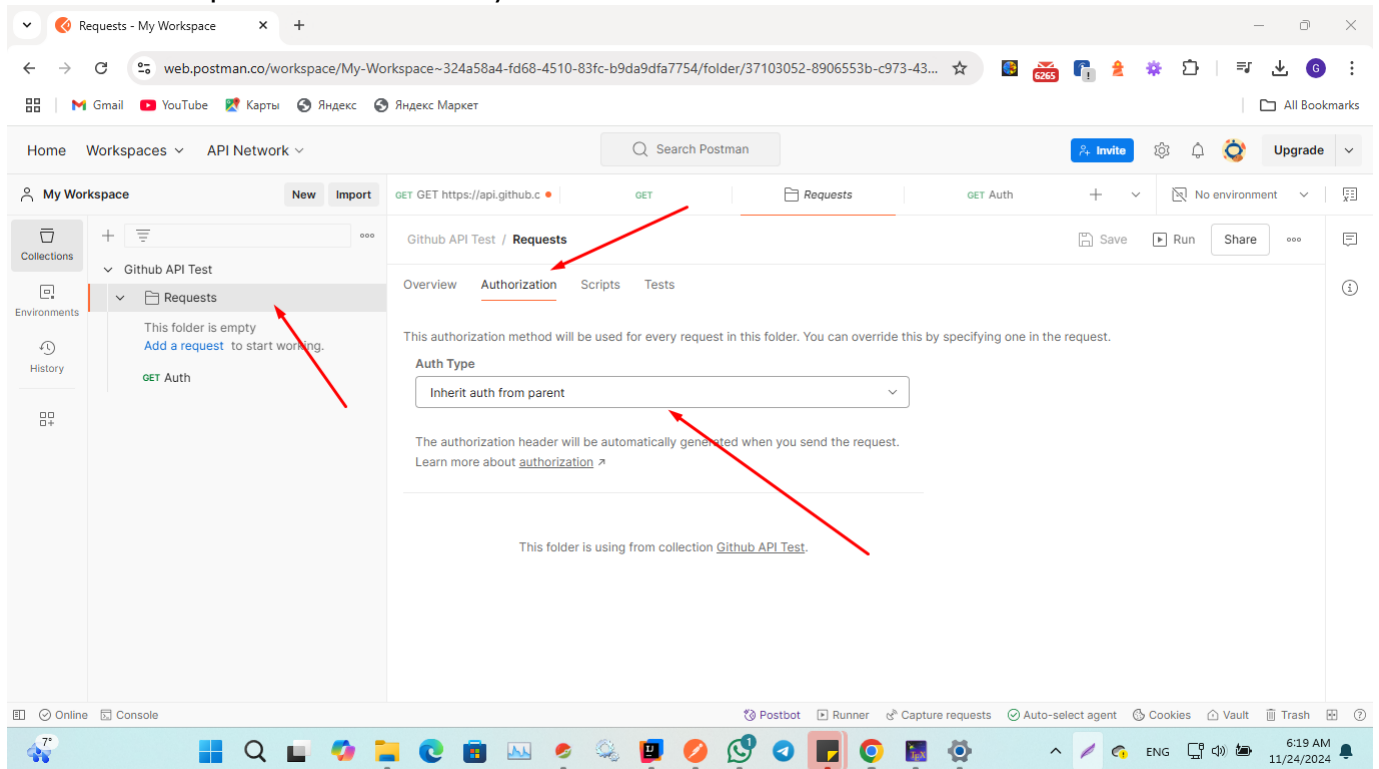 Requests - My Workspace
web.postman.co/workspace/My-Workspace~324a58a4-fd68-4510-83fc-b9da9dfa7754/folder/37103052-8906553b-c973-43...
6265
G
Gmail YouTube Карты Яндекс Яндекс Маркет All Bookmarks
Home Workspaces API Network Search Postman Invite Upgrade
My Workspace New Import GET GET https://api.github.c GET Requests GET Auth No environment
Collections
Github API Test / Requests Save Run Share
Github API Test
Overview Authorization Scripts Tests
Requests
Environments
This folder is empty
Add a request to start working.
This authorization method will be used for every request in this folder. You can override this by specifying one in the request.
History
GET Auth
Auth Type
Inherit auth from parent
The authorization header will be automatically generated when you send the request.
Learn more about authorization
This folder is using from collection Github API Test.
Online Console Postbot Runner Capture requests Auto-select agent Cookies Vault Trash
7°
ENG
6:19 AM
11/24/2024